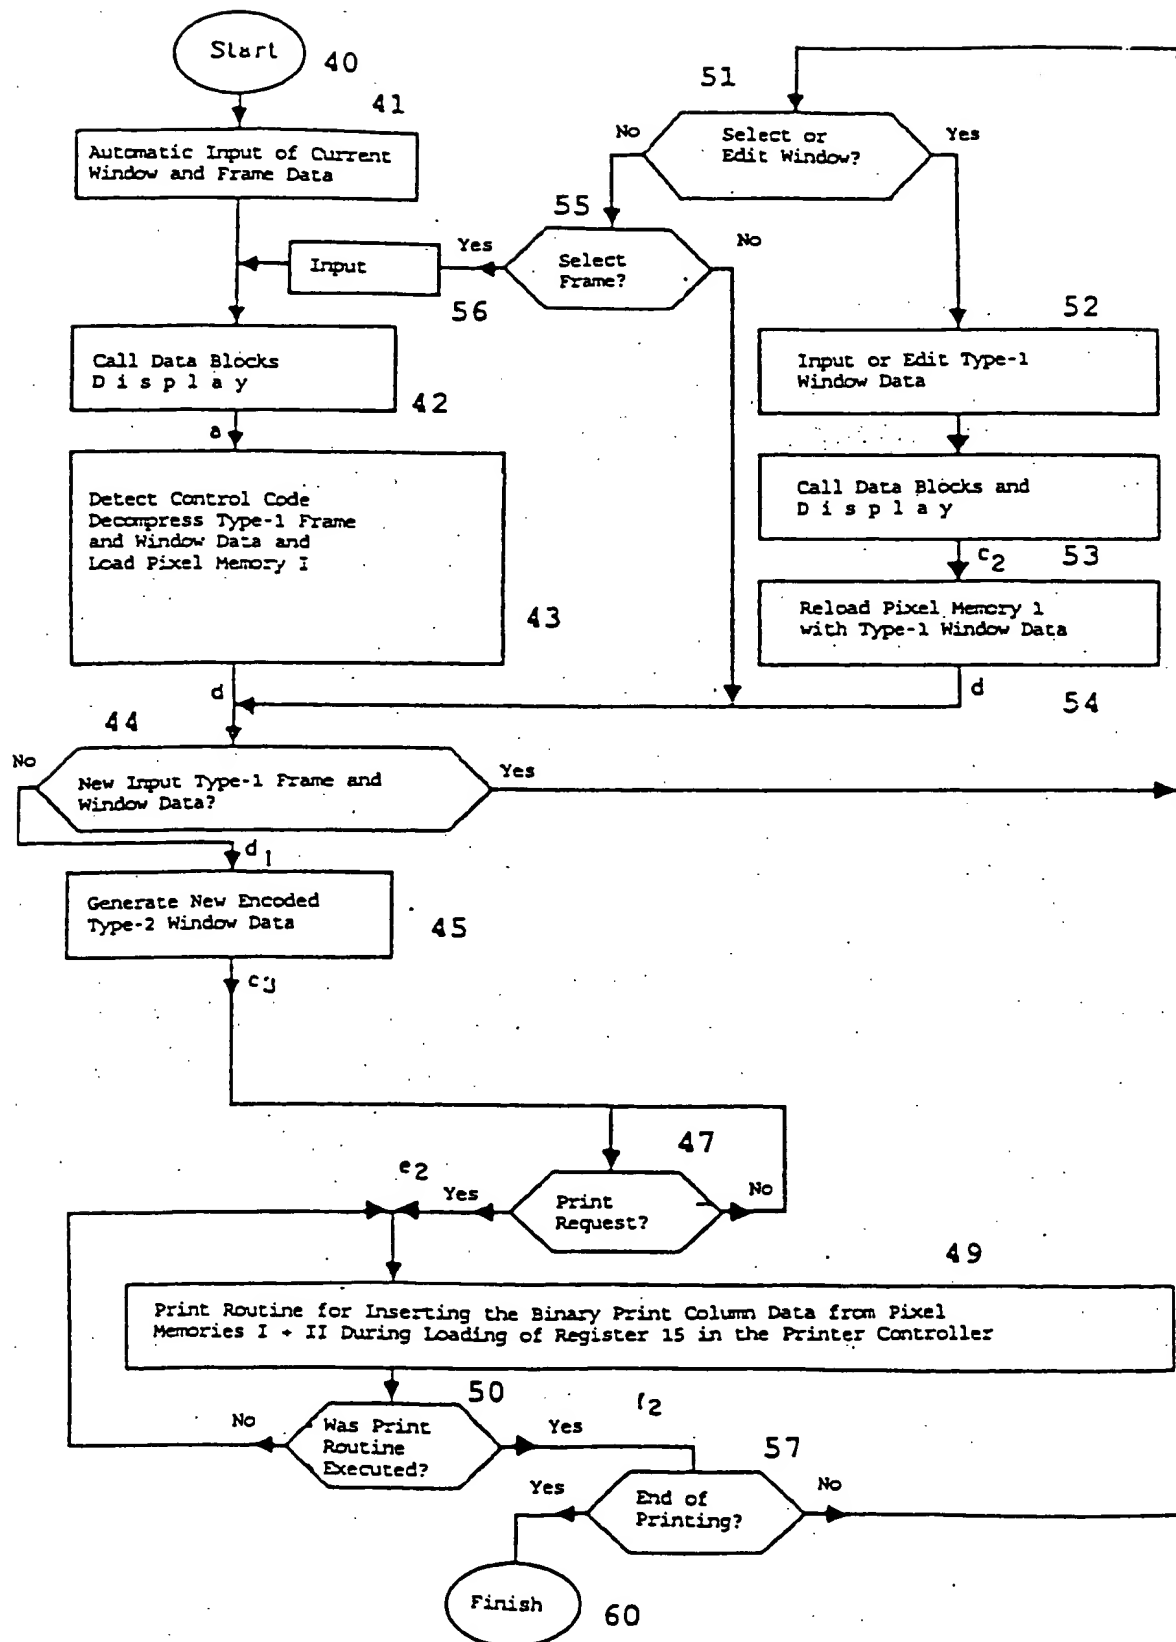 Start
40
41
Automatic Input of Current
Window and Frame Data
51
No
Select or
Edit Window?
Yes
55
Yes
Input
56
Select
Frame?
No
Call Data Blocks
D i s p l a y
42
a
52
Input or Edit Type-1
Window Data
Call Data Blocks and
D i s p l a y
c2
53
Detect Control Code
Decompress Type-1 Frame
and Window Data and
Load Pixel Memory I
43
Reload Pixel Memory 1
with Type-1 Window Data
d
54
d
44
No
New Input Type-1 Frame and
Window Data?
Yes
d1
Generate New Encoded
Type-2 Window Data
45
c3
47
e2
Yes
Print
Request?
No
49
Print Routine for Inserting the Binary Print Column Data from Pixel
Memories I + II During Loading of Register 15 in the Printer Controller
50
f2
No
Was Print
Routine
Executed?
Yes
57
Yes
End of
Printing?
No
Finish
60